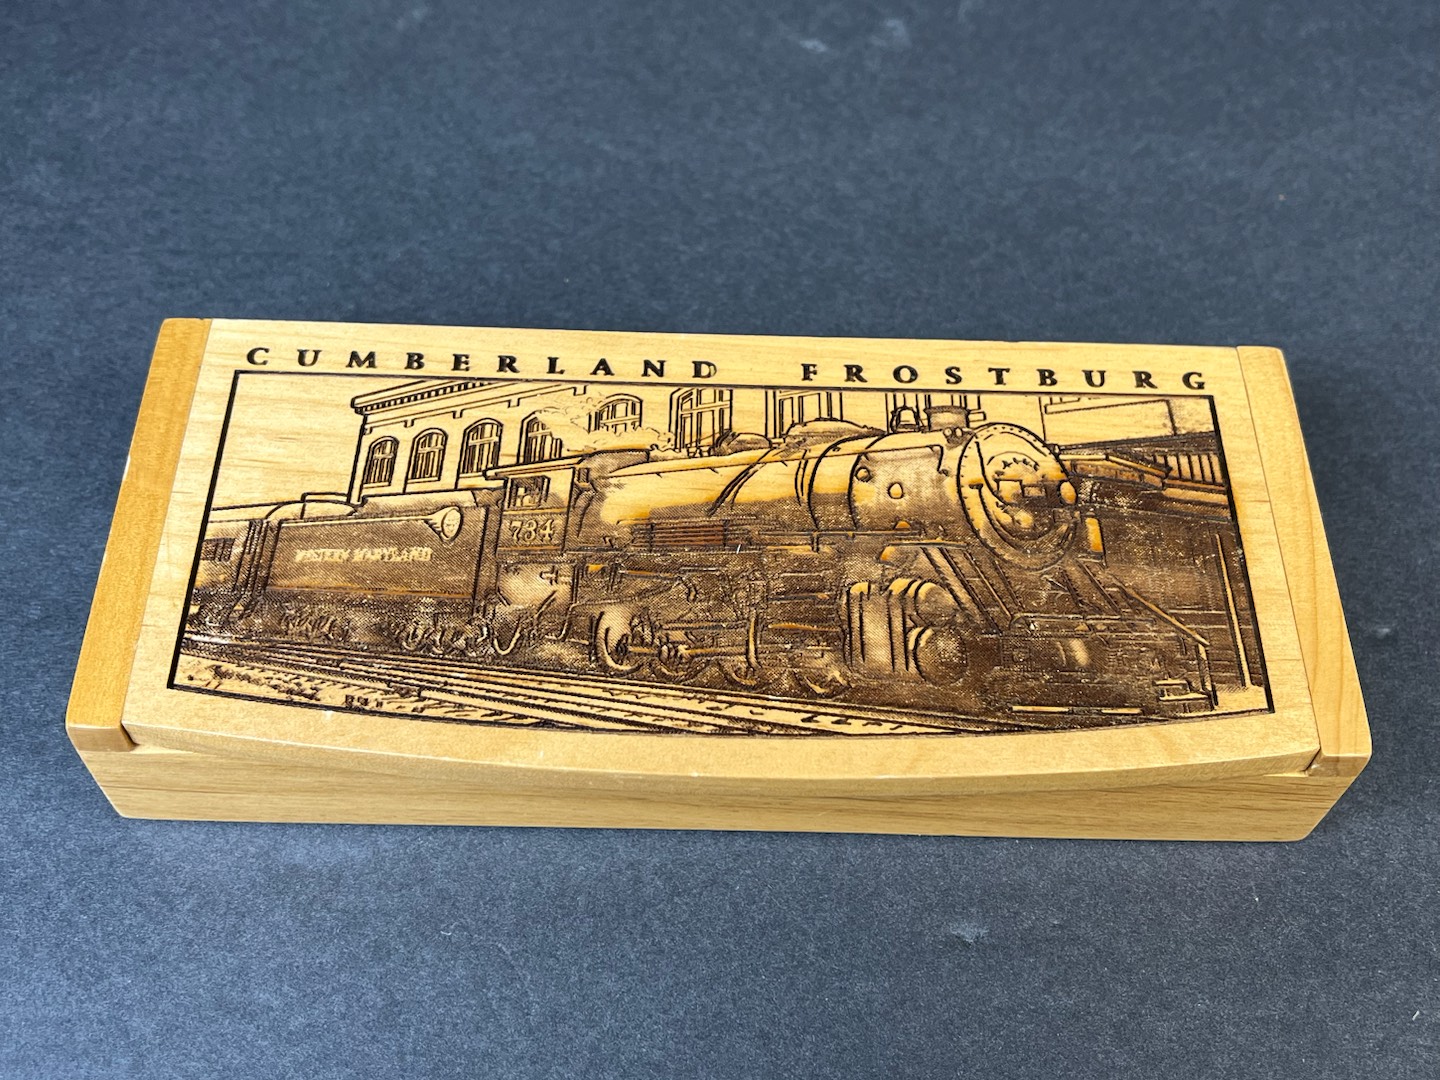 CUMBERLAND FROSTBURG
734
WESTERN MARYLAND